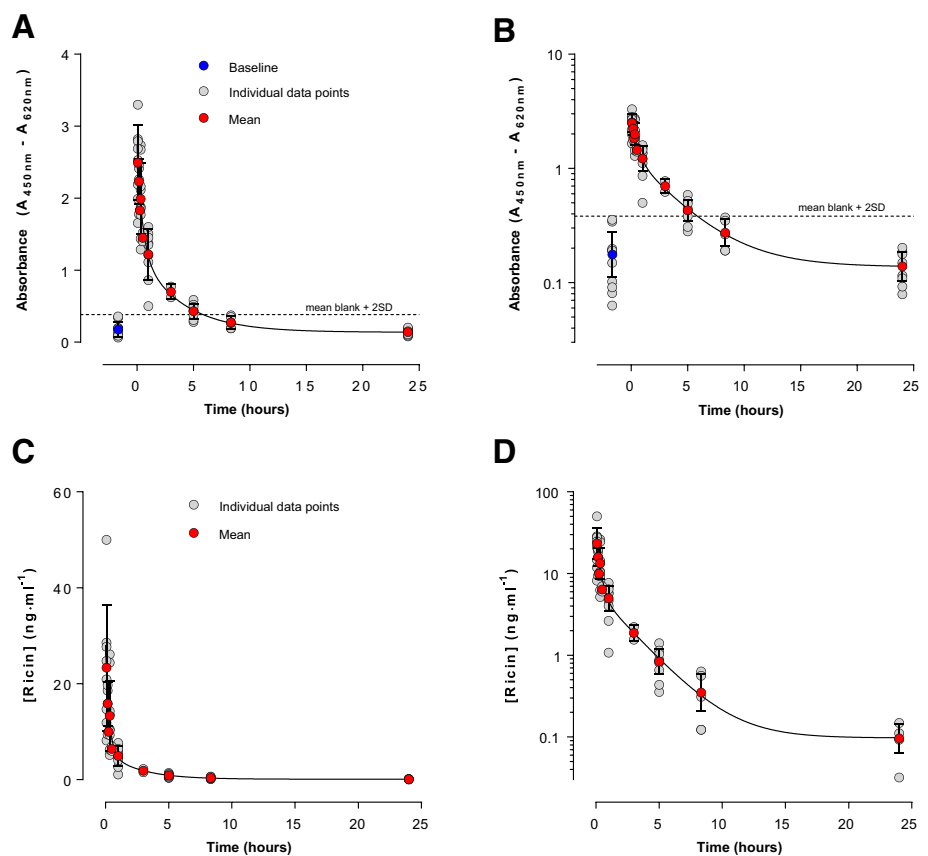 A
4
3
2
1
0
Absorbance (A450nm - A620nm)
Baseline
Individual data points
Mean
mean blank + 2SD
0 5 10 15 20 25
Time (hours)
B
10
1
0.1
Absorbance (A450nm - A620nm)
mean blank + 2SD
0 5 10 15 20 25
Time (hours)
C
60
40
20
0
[Ricin] (ng·ml-1)
Individual data points
Mean
0 5 10 15 20 25
Time (hours)
D
100
10
1
0.1
[Ricin] (ng·ml-1)
0 5 10 15 20 25
Time (hours)